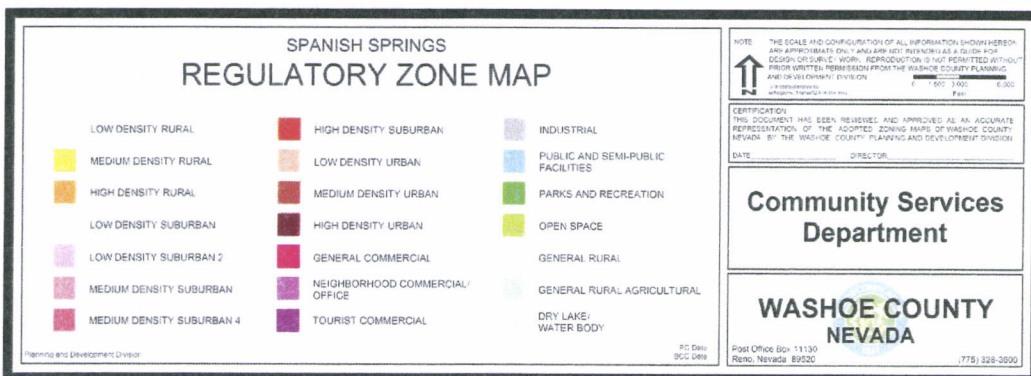 SPANISH SPRINGS
REGULATORY ZONE MAP
LOW DENSITY RURAL
MEDIUM DENSITY RURAL
HIGH DENSITY RURAL
LOW DENSITY SUBURBAN
LOW DENSITY SUBURBAN 2
MEDIUM DENSITY SUBURBAN
MEDIUM DENSITY SUBURBAN 4
HIGH DENSITY SUBURBAN
LOW DENSITY URBAN
MEDIUM DENSITY URBAN
HIGH DENSITY URBAN
GENERAL COMMERCIAL
NEIGHBORHOOD COMMERCIAL/
OFFICE
TOURIST COMMERCIAL
INDUSTRIAL
PUBLIC AND SEMI-PUBLIC
FACILITIES
PARKS AND RECREATION
OPEN SPACE
GENERAL RURAL
GENERAL RURAL AGRICULTURAL
DRY LAKE/
WATER BODY
Planning and Development Division
PC Date
BCC Date
NOTE: THE SCALE AND CONFIGURATION OF ALL INFORMATION SHOWN HEREON
ARE APPROXIMATE ONLY AND ARE NOT INTENDED AS A GUIDE FOR
DESIGN OR SURVEY WORK. REPRODUCTION IS NOT PERMITTED WITHOUT
PRIOR WRITTEN PERMISSION FROM THE WASHOE COUNTY PLANNING
AND DEVELOPMENT DIVISION
N
0 1,500 3,000 6,000
Feet
CERTIFICATION
THIS DOCUMENT HAS BEEN REVIEWED AND APPROVED AS AN ACCURATE
REPRESENTATION OF THE ADOPTED ZONING MAPS OF WASHOE COUNTY
NEVADA BY THE WASHOE COUNTY PLANNING AND DEVELOPMENT DIVISION
DATE DIRECTOR
Community Services
Department
WASHOE COUNTY
NEVADA
Post Office Box 11130
Reno, Nevada 89520 (775) 328-3600